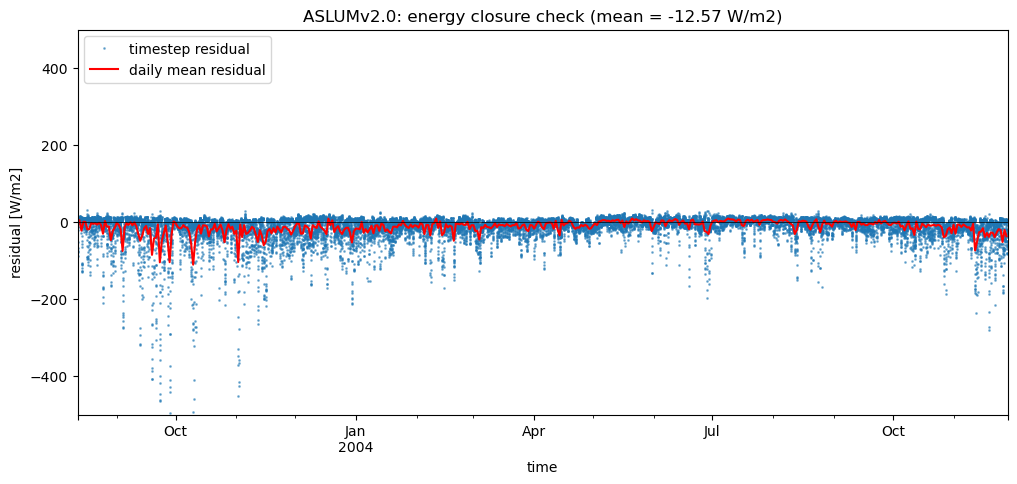 ASLUMv2.0: energy closure check (mean = -12.57 W/m2)
timestep residual
daily mean residual
400
200
0
−200
−400
residual [W/m2]
Oct
Jan
2004
Apr
Jul
Oct
time